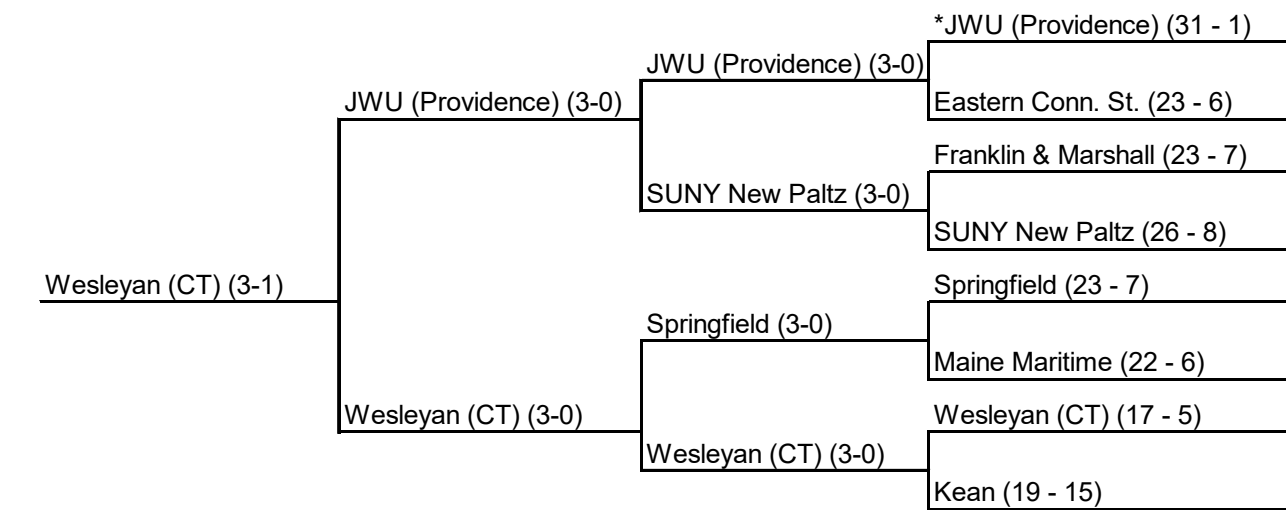 *JWU (Providence) (31 - 1)
JWU (Providence) (3-0)
JWU (Providence) (3-0)
Eastern Conn. St. (23 - 6)
Franklin & Marshall (23 - 7)
SUNY New Paltz (3-0)
SUNY New Paltz (26 - 8)
Wesleyan (CT) (3-1)
Springfield (23 - 7)
Springfield (3-0)
Maine Maritime (22 - 6)
Wesleyan (CT) (3-0)
Wesleyan (CT) (17 - 5)
Wesleyan (CT) (3-0)
Kean (19 - 15)